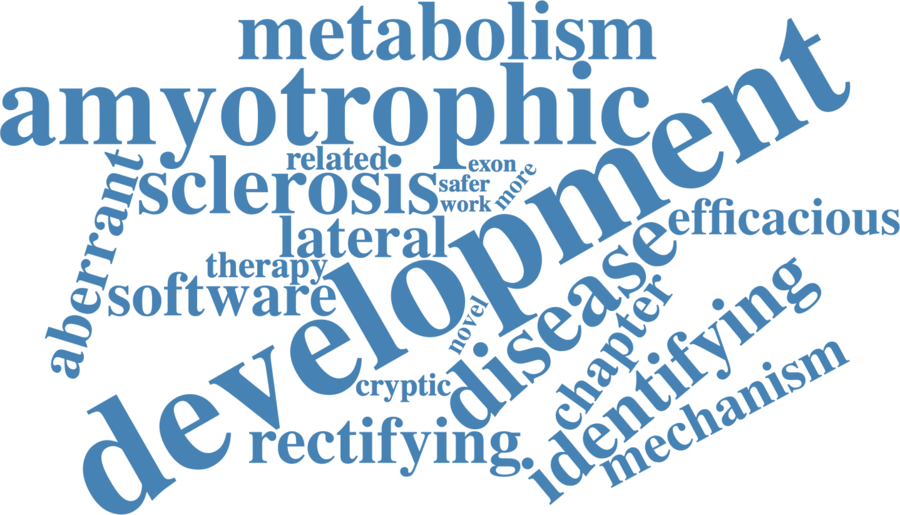 metabolism
amyotrophic
related
exon
aberrant
sclerosis
safer
more
work
efficacious
lateral
therapy
software
development
disease
novel
chapter
identifying
cryptic
mechanism
rectifying